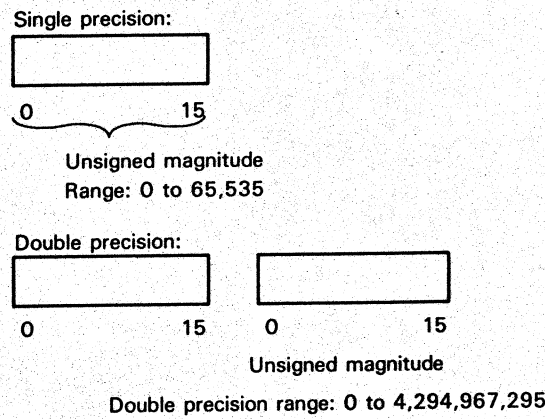 Single precision:
0 15
Unsigned magnitude
Range: 0 to 65,535
Double precision:
0 15 0 15
Unsigned magnitude
Double precision range: 0 to 4,294,967,295